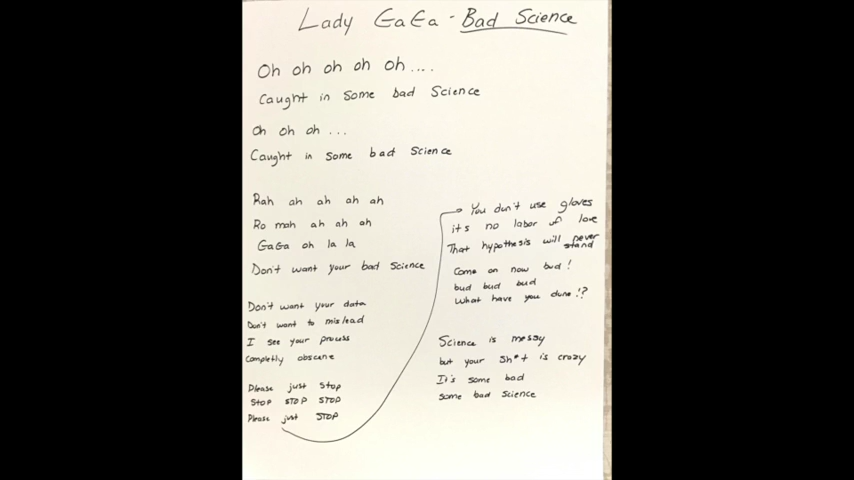 Lady GaGa - Bad Science
Oh oh oh oh oh....
Caught in some bad Science
Oh oh oh ...
Caught in some bad Science
Rah ah ah ah ah
Ro mah ah ah ah
GaGa oh la la
Don't want your bad Science
Don't want your data
Don't want to mislead
I see your process
Completly obscene
Please just Stop
Stop STOP STOP
Please just STOP
You don't use gloves
it's no labor of love
That hypothesis will never
stand
Come on now bud!
bud bud bud
What have you done!?
Science is messy
but your Sh*t is crazy
It's some bad
some bad Science